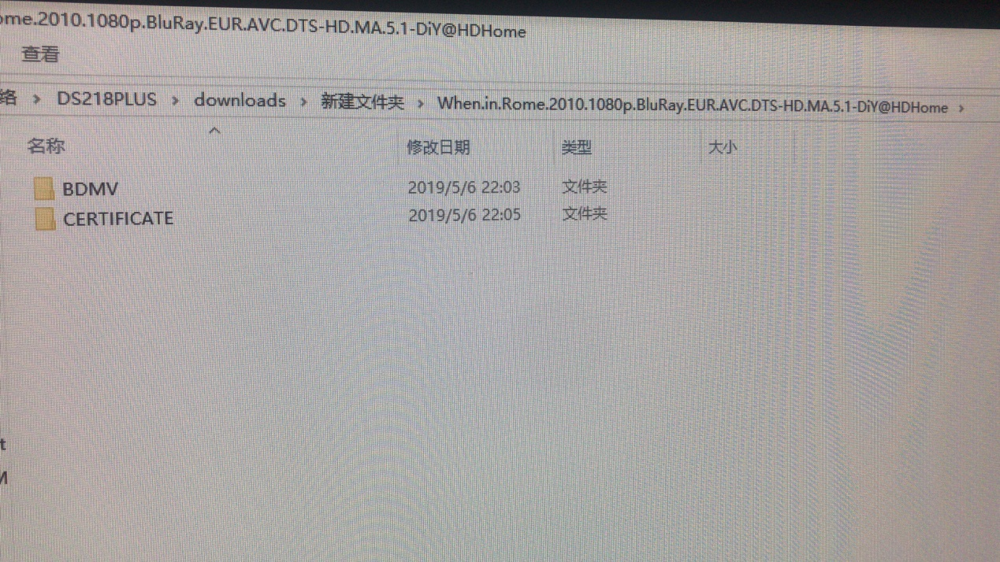 ome.2010.1080p.BluRay.EUR.AVC.DTS-HD.MA.5.1-DiY@HDHome
查看
络 › DS218PLUS › downloads › 新建文件夹 › When.in.Rome.2010.1080p.BluRay.EUR.AVC.DTS-HD.MA.5.1-DiY@HDHome ›
名称 修改日期 类型 大小
BDMV 2019/5/6 22:03 文件夹
CERTIFICATE 2019/5/6 22:05 文件夹
t
M